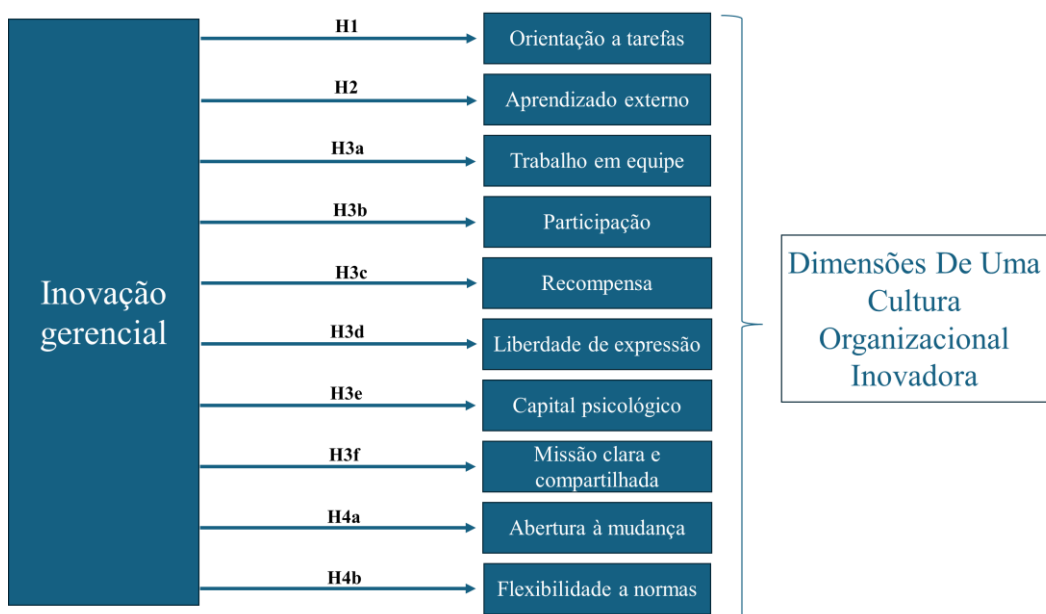 Inovação
gerencial
H1
Orientação a tarefas
H2
Aprendizado externo
H3a
Trabalho em equipe
H3b
Participação
H3c
Recompensa
H3d
Liberdade de expressão
H3e
Capital psicológico
H3f
Missão clara e
compartilhada
H4a
Abertura à mudança
H4b
Flexibilidade a normas
Dimensões De Uma
Cultura
Organizacional
Inovadora